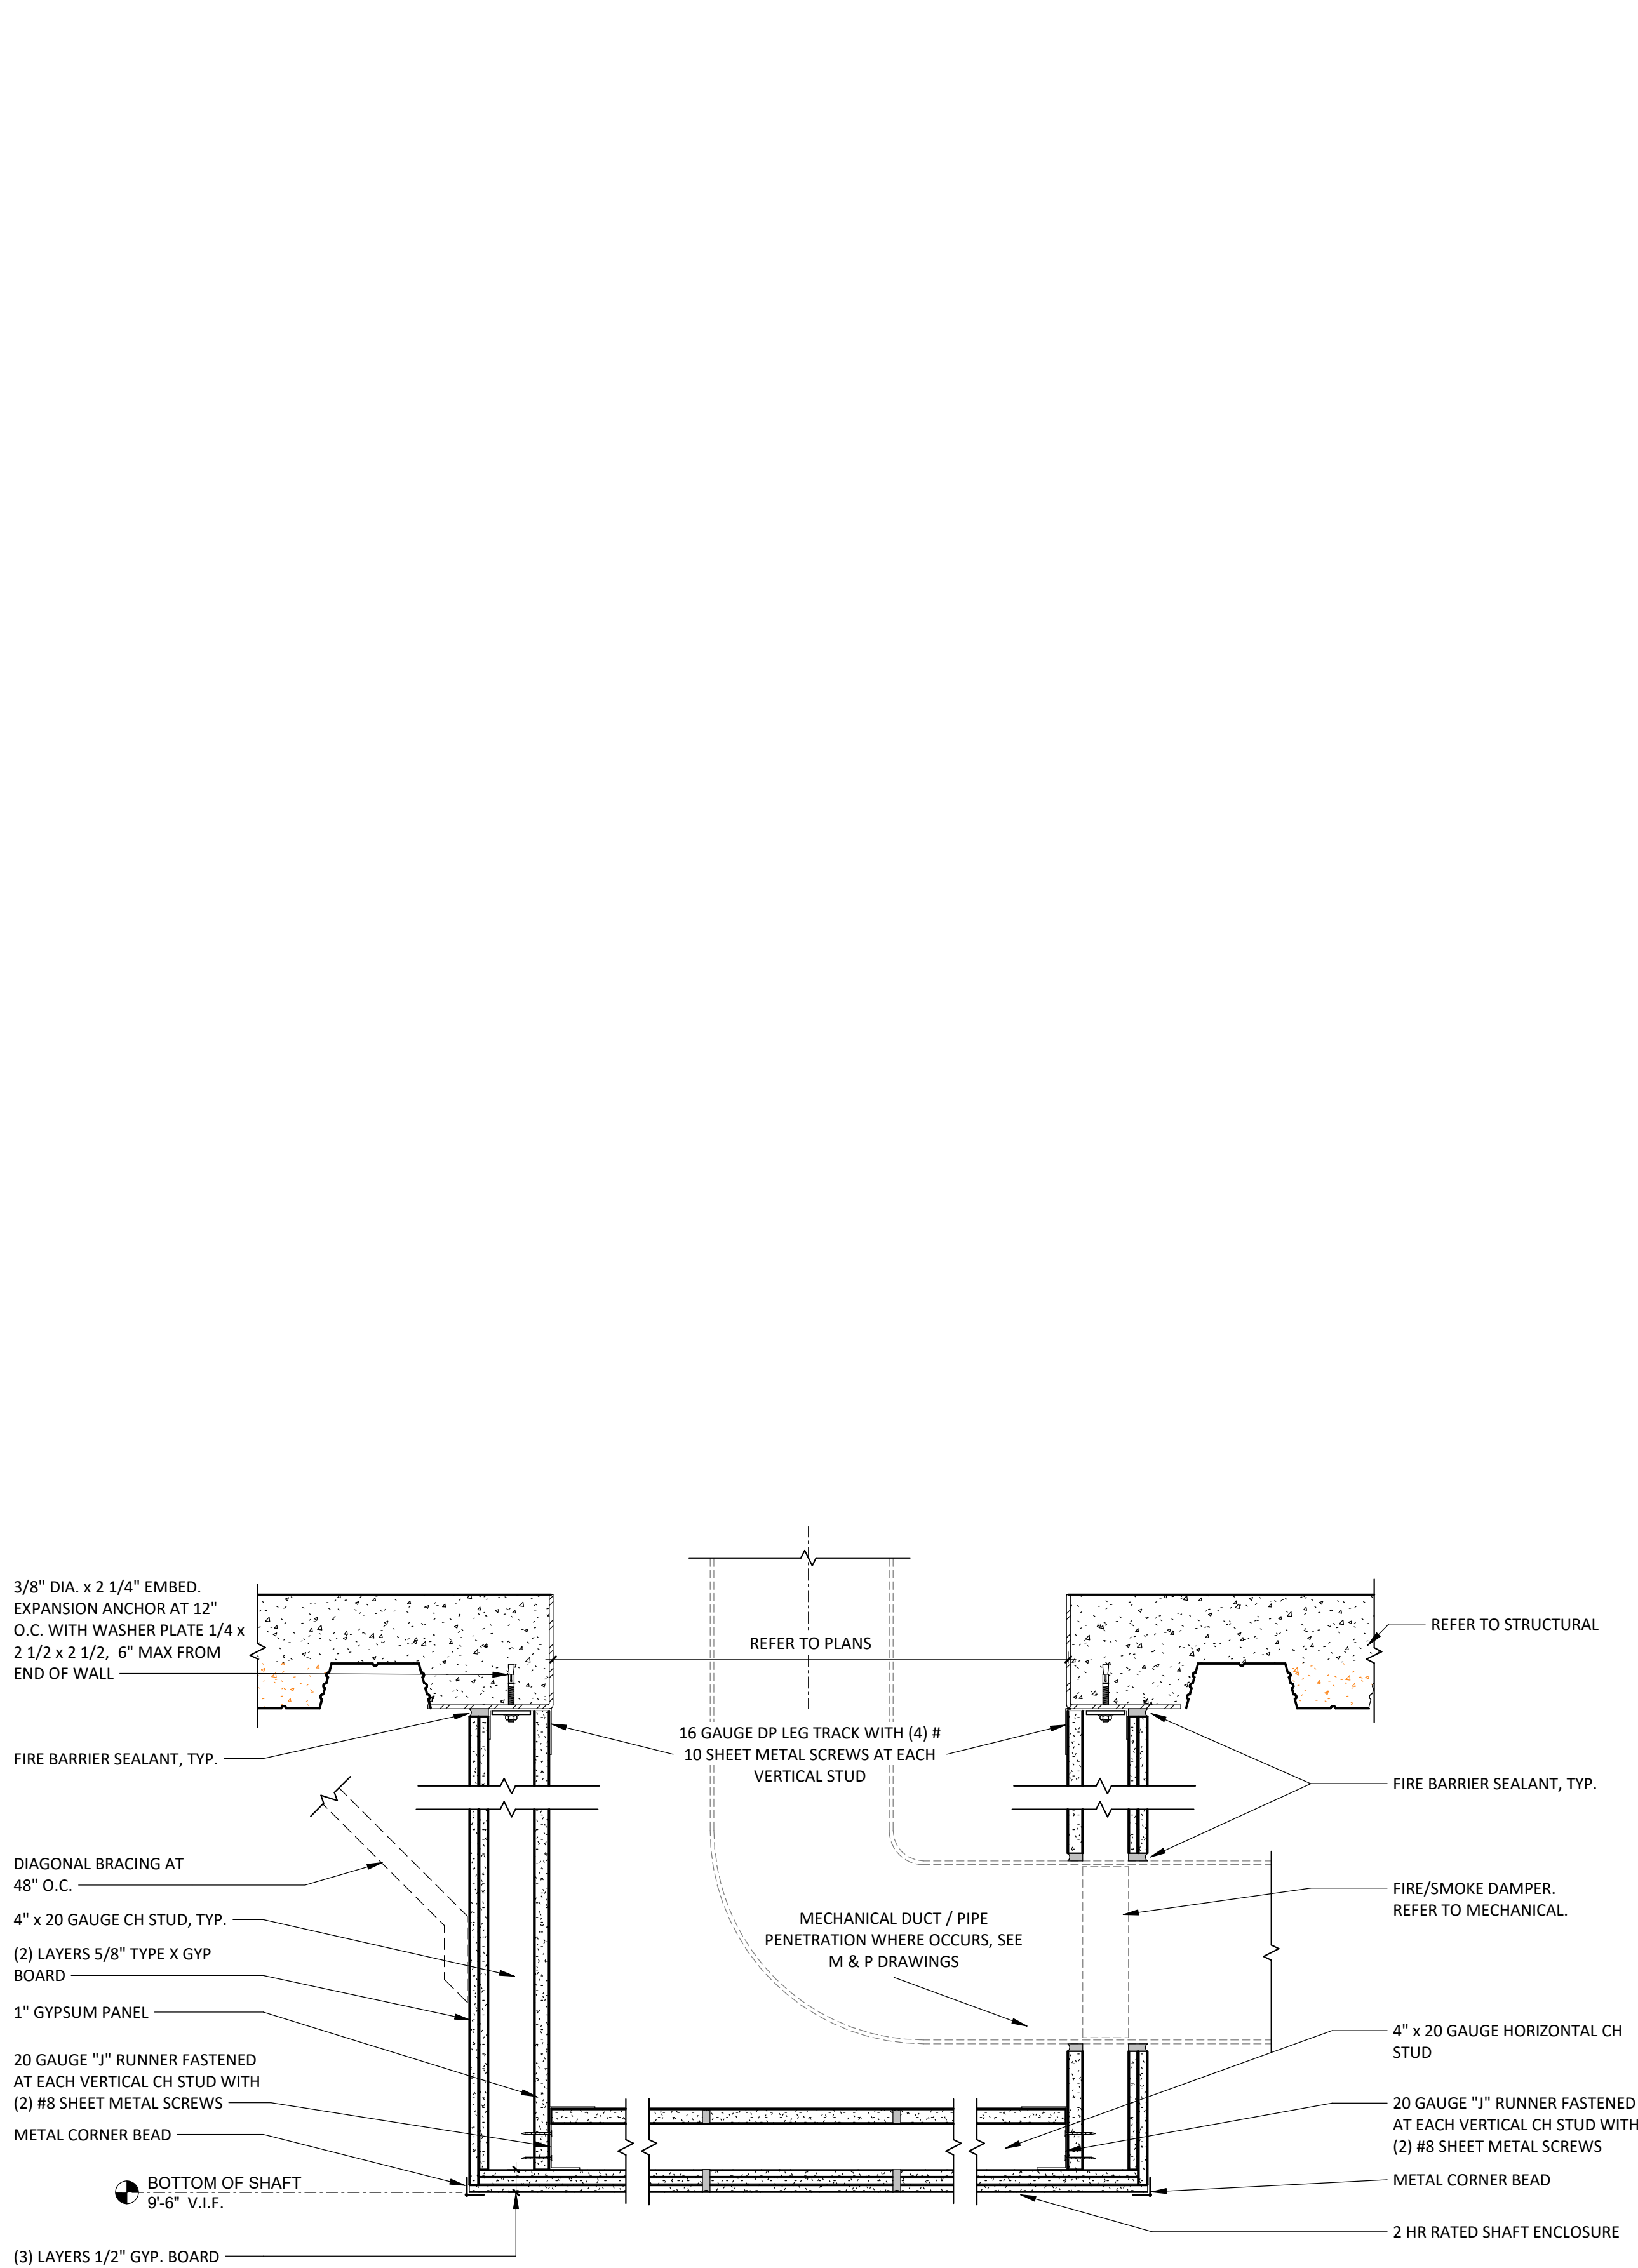 3/8" DIA. x 2 1/4" EMBED.
EXPANSION ANCHOR AT 12"
O.C. WITH WASHER PLATE 1/4 x
2 1/2 x 2 1/2, 6" MAX FROM
END OF WALL
FIRE BARRIER SEALANT, TYP.
DIAGONAL BRACING AT
48" O.C.
4" x 20 GAUGE CH STUD, TYP.
(2) LAYERS 5/8" TYPE X GYP
BOARD
1" GYPSUM PANEL
20 GAUGE "J" RUNNER FASTENED
AT EACH VERTICAL CH STUD WITH
(2) #8 SHEET METAL SCREWS
METAL CORNER BEAD
BOTTOM OF SHAFT
9'-6" V.I.F.
(3) LAYERS 1/2" GYP. BOARD
REFER TO PLANS
16 GAUGE DP LEG TRACK WITH (4) #
10 SHEET METAL SCREWS AT EACH
VERTICAL STUD
MECHANICAL DUCT / PIPE
PENETRATION WHERE OCCURS, SEE
M & P DRAWINGS
REFER TO STRUCTURAL
FIRE BARRIER SEALANT, TYP.
FIRE/SMOKE DAMPER.
REFER TO MECHANICAL.
4" x 20 GAUGE HORIZONTAL CH
STUD
20 GAUGE "J" RUNNER FASTENED
AT EACH VERTICAL CH STUD WITH
(2) #8 SHEET METAL SCREWS
METAL CORNER BEAD
2 HR RATED SHAFT ENCLOSURE